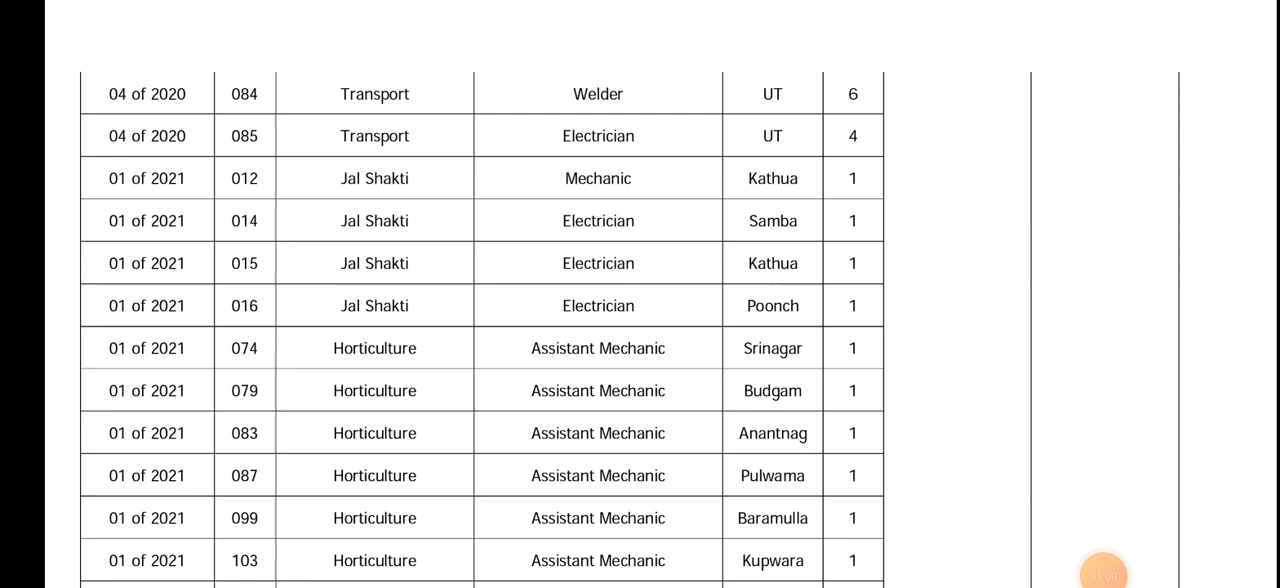 04 of 2020 084 Transport Welder UT 6
04 of 2020 085 Transport Electrician UT 4
01 of 2021 012 Jal Shakti Mechanic Kathua 1
01 of 2021 014 Jal Shakti Electrician Samba 1
01 of 2021 015 Jal Shakti Electrician Kathua 1
01 of 2021 016 Jal Shakti Electrician Poonch 1
01 of 2021 074 Horticulture Assistant Mechanic Srinagar 1
01 of 2021 079 Horticulture Assistant Mechanic Budgam 1
01 of 2021 083 Horticulture Assistant Mechanic Anantnag 1
01 of 2021 087 Horticulture Assistant Mechanic Pulwama 1
01 of 2021 099 Horticulture Assistant Mechanic Baramulla 1
01 of 2021 103 Horticulture Assistant Mechanic Kupwara 1
01:00